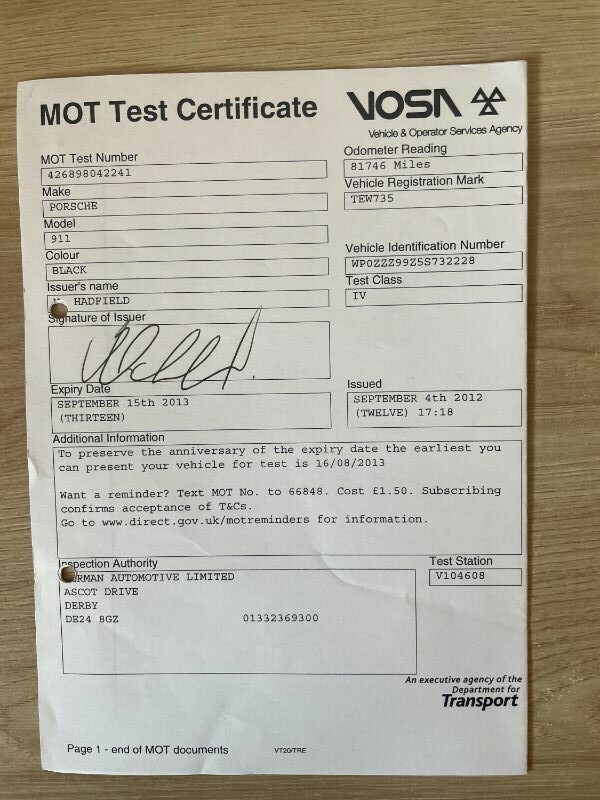 MOT Test Certificate
VOSA
Vehicle & Operator Services Agency
MOT Test Number
426898042241
Odometer Reading
81746 Miles
Make
PORSCHE
Vehicle Registration Mark
TEW735
Model
911
Colour
BLACK
Vehicle Identification Number
WP0ZZZ99Z5S732228
Issuer's name
HADFIELD
Test Class
IV
Signature of Issuer
Expiry Date
SEPTEMBER 15th 2013
(THIRTEEN)
Issued
SEPTEMBER 4th 2012
(TWELVE) 17:18
Additional Information
To preserve the anniversary of the expiry date the earliest you
can present your vehicle for test is 16/08/2013
Want a reminder? Text MOT No. to 66848. Cost £1.50. Subscribing
confirms acceptance of T&Cs.
Go to www.direct.gov.uk/motreminders for information.
Inspection Authority
AUTOMOTIVE LIMITED
ASCOT DRIVE
DERBY
DE24 8GZ 01332369300
Test Station
V104608
An executive agency of the
Department for
Transport
Page 1 - end of MOT documents
VT20/TRE